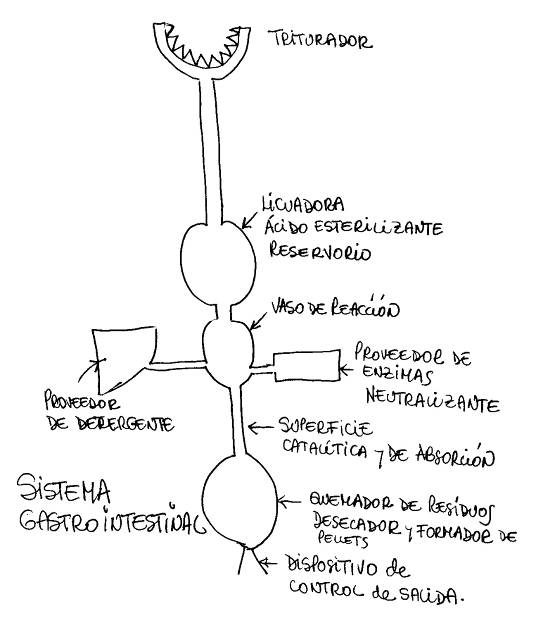 TRITURADOR
LICUADORA
ÁCIDO ESTERILIZANTE
RESERVORIO
VASO DE REACCIÓN
PROVEEDOR DE
ENZIMAS
NEUTRALIZANTE
PROVEEDOR
DE DETERGENTE
SUPERFICIE
CATALÍTICA y DE ABSORCIÓN
SISTEMA
GASTROINTESTINAL
QUEMADOR DE RESÍDUOS
DESECADOR y FORMADOR DE
PELLETS
DISPOSITIVO de
CONTROL de SALIDA.